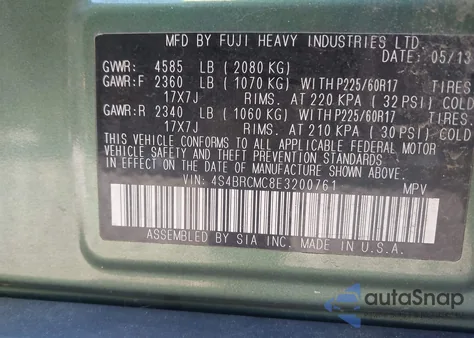 MFD BY FUJI HEAVY INDUSTRIES LTD.
DATE: 05/13
GVWR: 4585 LB (2080 KG)
GAWR:F 2360 LB (1070 KG) WITH P225/60R17 TIRES
17X7J RIMS. AT 220 KPA (32 PSI) COLD
GAWR:R 2340 LB (1060 KG) WITH P225/60R17 TIRES
17X7J RIMS. AT 210 KPA (30 PSI) COLD
THIS VEHICLE CONFORMS TO ALL APPLICABLE FEDERAL MOTOR
VEHICLE SAFETY AND THEFT PREVENTION STANDARDS IN EFFECT
ON THE DATE OF MANUFACTURE SHOWN ABOVE.
VIN: 4S4BRCMC8E3200761 MPV
ASSEMBLED BY SIA INC. MADE IN U.S.A.
autoSnap